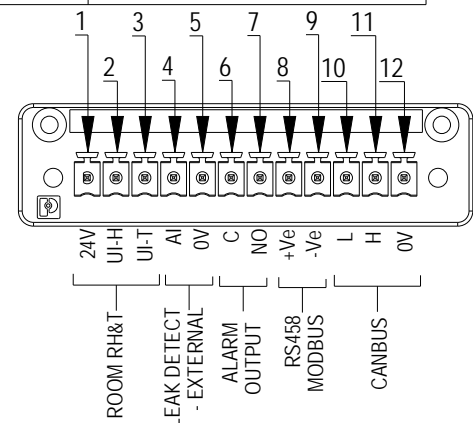 1 3 5 7 9 11
2 4 6 8 10 12
24V UI-H UI-T AI 0V C NO +Ve -Ve L H 0V
ROOM RH&T
LEAK DETECT
- EXTERNAL
ALARM
OUTPUT
RS458
MODBUS
CANBUS